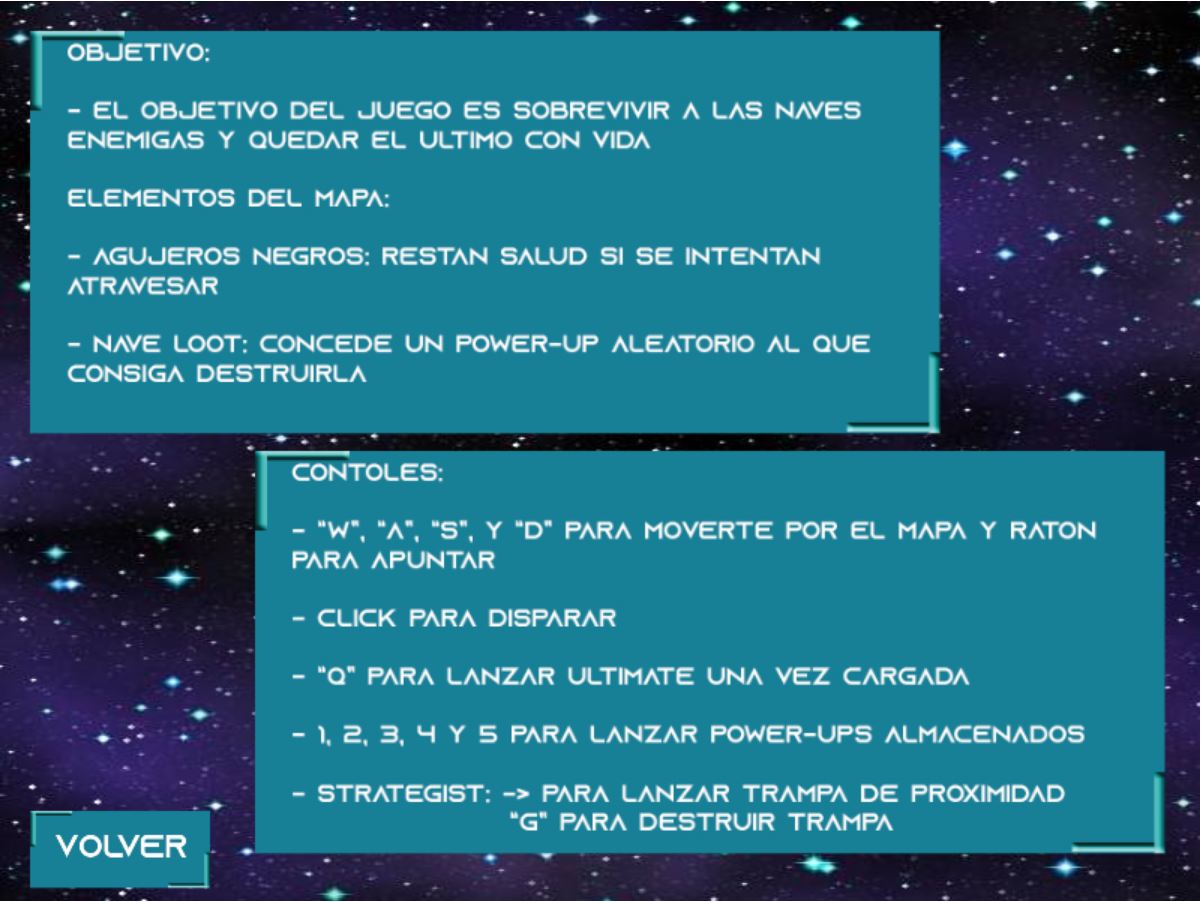 OBJETIVO:
- EL OBJETIVO DEL JUEGO ES SOBREVIVIR A LAS NAVES
ENEMIGAS Y QUEDAR EL ULTIMO CON VIDA
ELEMENTOS DEL MAPA:
- AGUJEROS NEGROS: RESTAN SALUD SI SE INTENTAN
ATRAVESAR
- NAVE LOOT: CONCEDE UN POWER-UP ALEATORIO AL QUE
CONSIGA DESTRUIRLA
CONTOLES:
- "W", "A", "S", Y "D" PARA MOVERTE POR EL MAPA Y RATON
PARA APUNTAR
- CLICK PARA DISPARAR
- "Q" PARA LANZAR ULTIMATE UNA VEZ CARGADA
- 1, 2, 3, 4 Y 5 PARA LANZAR POWER-UPS ALMACENADOS
- STRATEGIST: -> PARA LANZAR TRAMPA DE PROXIMIDAD
"G" PARA DESTRUIR TRAMPA
VOLVER